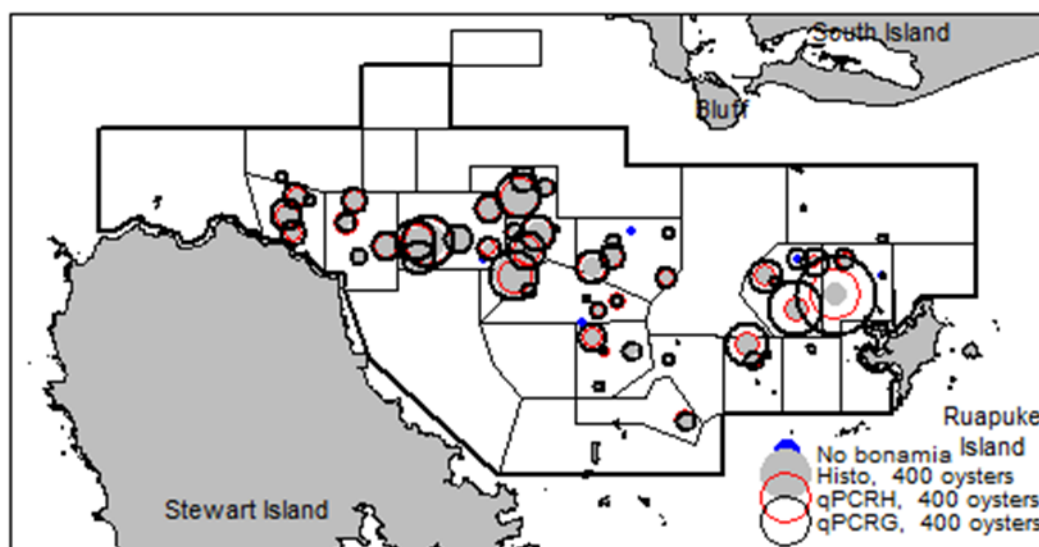 South Island
Bluff
Ruapuke
Island
No bonamia
Histo, 400 oysters
qPCRH, 400 oysters
qPCRG, 400 oysters
Stewart Island